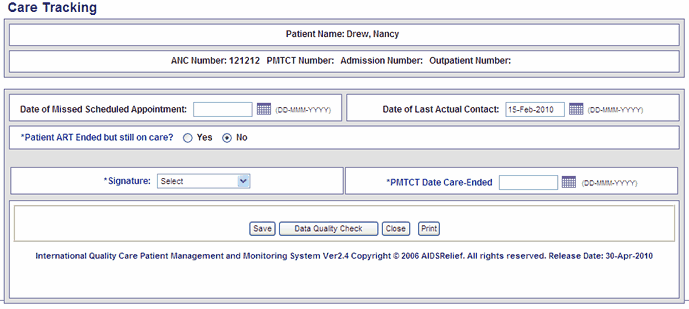 Care Tracking
Patient Name: Drew, Nancy
ANC Number: 121212 PMTCT Number: Admission Number: Outpatient Number:
Date of Missed Scheduled Appointment: (DD-MMM-YYYY) Date of Last Actual Contact: 15-Feb-2010 (DD-MMM-YYYY)
*Patient ART Ended but still on care? Yes No
*Signature: Select *PMTCT Date Care-Ended (DD-MMM-YYYY)
Save Data Quality Check Close Print
International Quality Care Patient Management and Monitoring System Ver2.4 Copyright © 2006 AIDSRelief. All rights reserved. Release Date: 30-Apr-2010